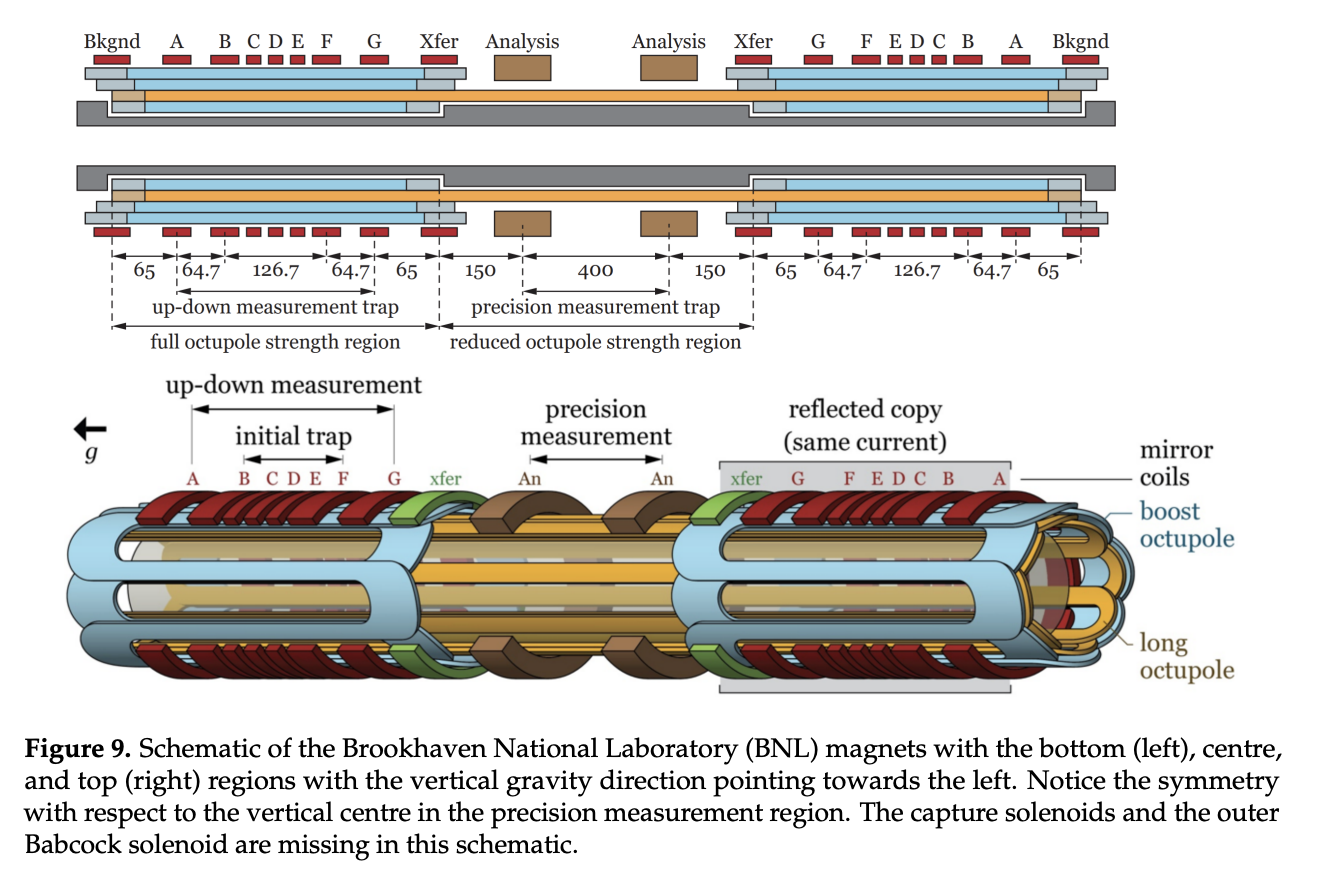 Bkgnd A B C D E F G Xfer Analysis Analysis Xfer G F E D C B A Bkgnd
65 64.7 126.7 64.7 65 150 400 150 65 64.7 126.7 64.7 65
up-down measurement trap precision measurement trap
full octupole strength region reduced octupole strength region
up-down measurement
precision
measurement
reflected copy
(same current)
initial trap
g
A B C D E F G xfer An An xfer G F E D C B A
mirror
coils
boost
octupole
long
octupole
Figure 9. Schematic of the Brookhaven National Laboratory (BNL) magnets with the bottom (left), centre,
and top (right) regions with the vertical gravity direction pointing towards the left. Notice the symmetry
with respect to the vertical centre in the precision measurement region. The capture solenoids and the outer
Babcock solenoid are missing in this schematic.